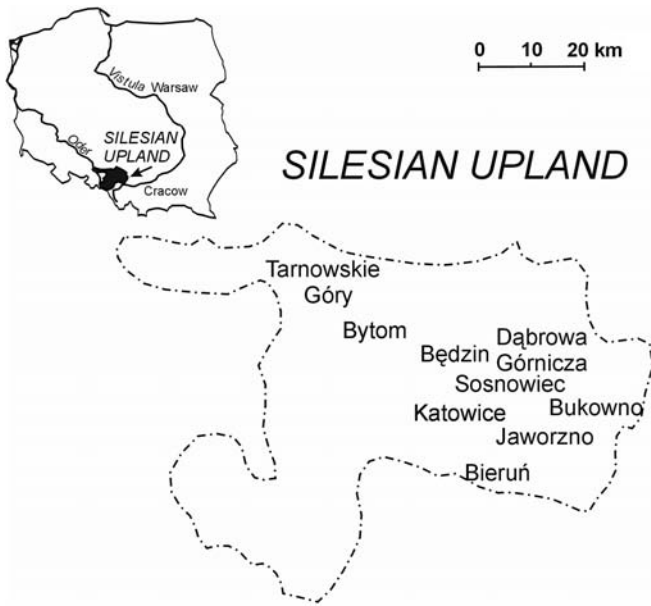 0 10 20 km
Vistula Warsaw
Oder
SILESIAN
UPLAND
Cracow
SILESIAN UPLAND
Tarnowskie
Góry
Bytom
Dąbrowa
Górnicza
Będzin
Sosnowiec
Katowice
Bukowno
Jaworzno
Bieruń